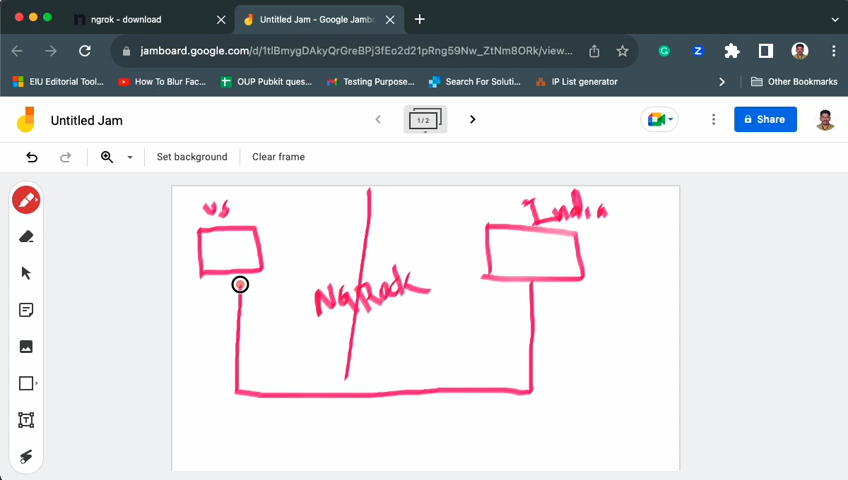 ngrok - download
Untitled Jam - Google Jambo
jamboard.google.com/d/1tIBmygDAkyQrGreBPj3fEo2d21pRng59Nw_ZtNm8ORk/view...
EIU Editorial Tool...
How To Blur Fac...
OUP Pubkit ques...
Testing Purpose...
Search For Soluti...
IP List generator
Other Bookmarks
Untitled Jam
1/2
Share
Set background
Clear frame
us
India
NgRock